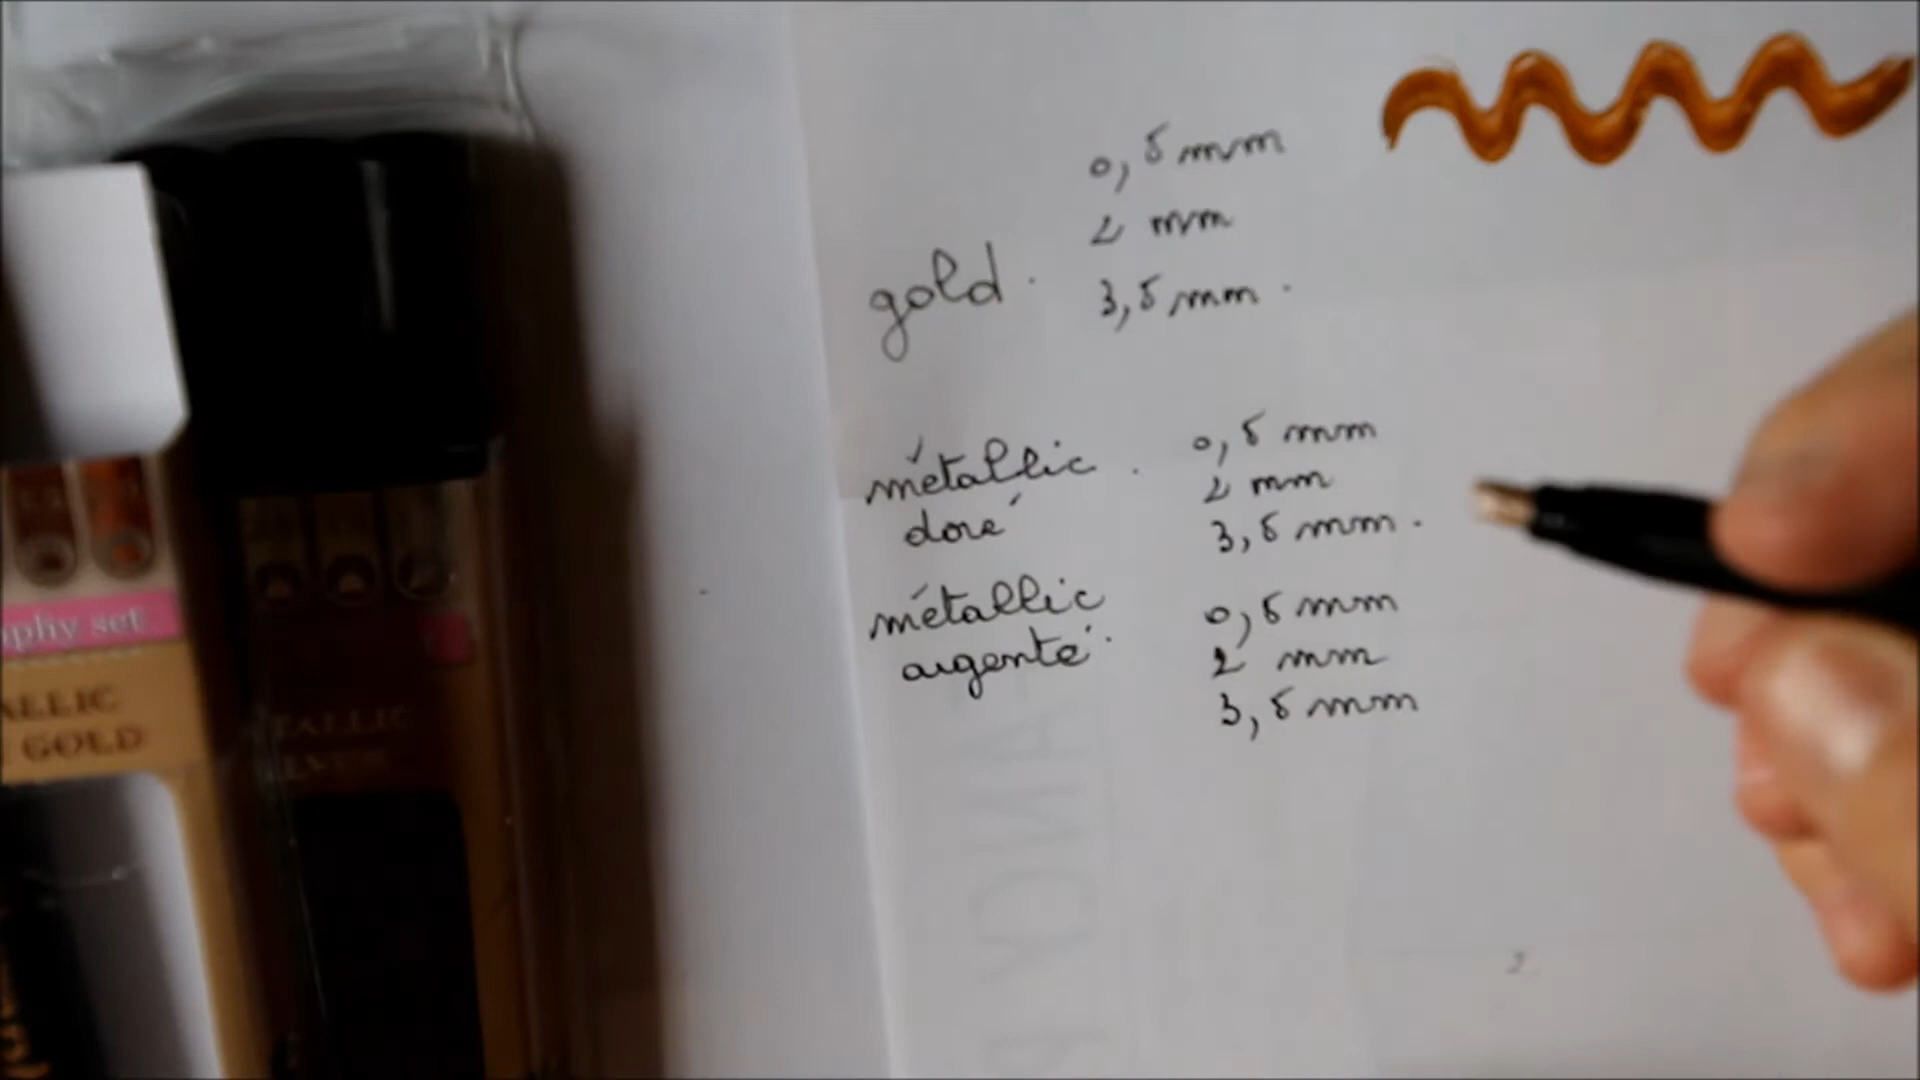 0,5 mm
2 mm
gold.
3,5 mm.
métallic.
doré
0,5 mm
2 mm
3,5 mm.
métallic
argenté.
0,5 mm
2 mm
3,5 mm
phy set
ALLIC
GOLD
TALLIC
2